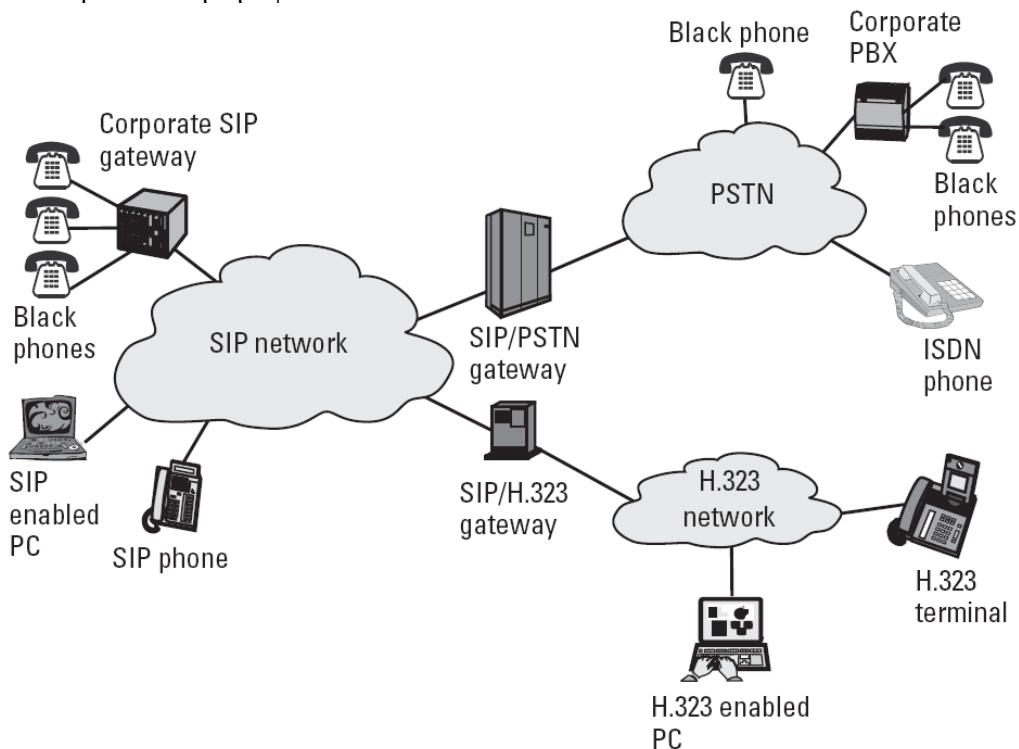 Black phone
Corporate
PBX
Corporate SIP
gateway
PSTN
Black
phones
Black
phones
SIP network
SIP/PSTN
gateway
ISDN
phone
SIP
enabled
PC
SIP phone
SIP/H.323
gateway
H.323
network
H.323
terminal
H.323 enabled
PC